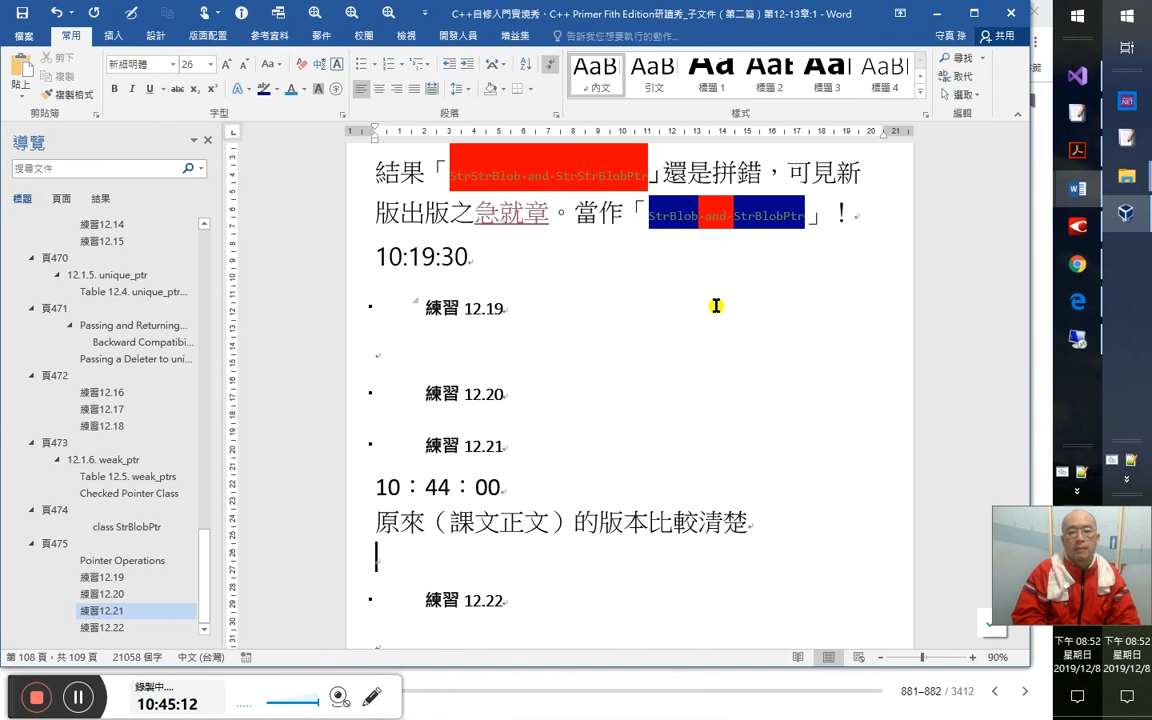 C++自修入門實境秀、C++ Primer Fith Edition研讀秀_子文件（第二篇）第12-13章:1 - Word
檔案 常用 插入 設計 版面配置 參考資料 郵件 校閱 檢視 開發人員 增益集 告訴我您想要執行的動作... 守真 孫 共用
貼上 剪下 複製 複製格式
新細明體 26
AaB 內文 AaBb 引文 Aa 標題 1 AaB 標題 2 AaB 標題 3 AaBb 標題 4
尋找 取代 選取
剪貼簿 字型 段落 樣式 編輯
導覽
搜尋文件
標題 頁面 結果
練習12.14
練習12.15
頁470
12.1.5. unique_ptr
Table 12.4. unique_ptr...
頁471
Passing and Returning...
Backward Compatibi...
Passing a Deleter to uni...
頁472
練習12.16
練習12.17
練習12.18
頁473
12.1.6. weak_ptr
Table 12.5. weak_ptrs
Checked Pointer Class
頁474
class StrBlobPtr
頁475
Pointer Operations
練習12.19
練習12.20
練習12.21
練習12.22
結果「StrStrBlob·and·StrStrBlobPtr」還是拼錯，可見新
版出版之急就章。當作「StrBlob·and·StrBlobPtr」！
10:19:30
練習 12.19
練習 12.20
練習 12.21
10：44：00
原來（課文正文）的版本比較清楚
練習 12.22
第 108 頁，共 109 頁 21058 個字 中文 (台灣) 90%
錄製中...
10:45:12
881–882 / 3412
下午 08:52 下午 08:52
星期日 星期日
2019/12/8 2019/12/8